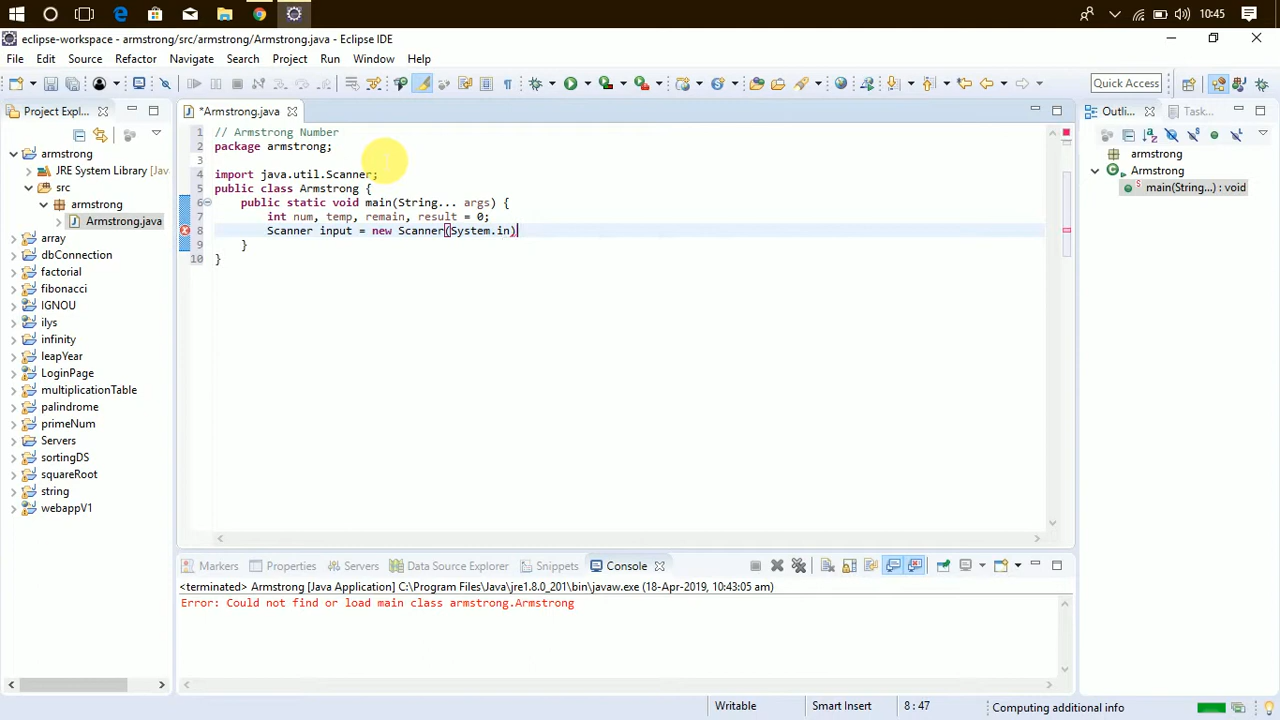 10:45
eclipse-workspace - armstrong/src/armstrong/Armstrong.java - Eclipse IDE
File Edit Source Refactor Navigate Search Project Run Window Help
Quick Access
Project Expl...
*Armstrong.java
Outli...
Task...
1 // Armstrong Number
2 package armstrong;
3
4 import java.util.Scanner;
5 public class Armstrong {
6 public static void main(String... args) {
7 int num, temp, remain, result = 0;
8 Scanner input = new Scanner(System.in)
9 }
10 }
armstrong
JRE System Library [Jav
src
armstrong
Armstrong.java
array
dbConnection
factorial
fibonacci
IGNOU
ilys
infinity
leapYear
LoginPage
multiplicationTable
palindrome
primeNum
Servers
sortingDS
squareRoot
string
webappV1
armstrong
Armstrong
main(String...) : void
Markers Properties Servers Data Source Explorer Snippets Console
<terminated> Armstrong [Java Application] C:\Program Files\Java\jre1.8.0_201\bin\javaw.exe (18-Apr-2019, 10:43:05 am)
Error: Could not find or load main class armstrong.Armstrong
Writable Smart Insert 8 : 47 Computing additional info